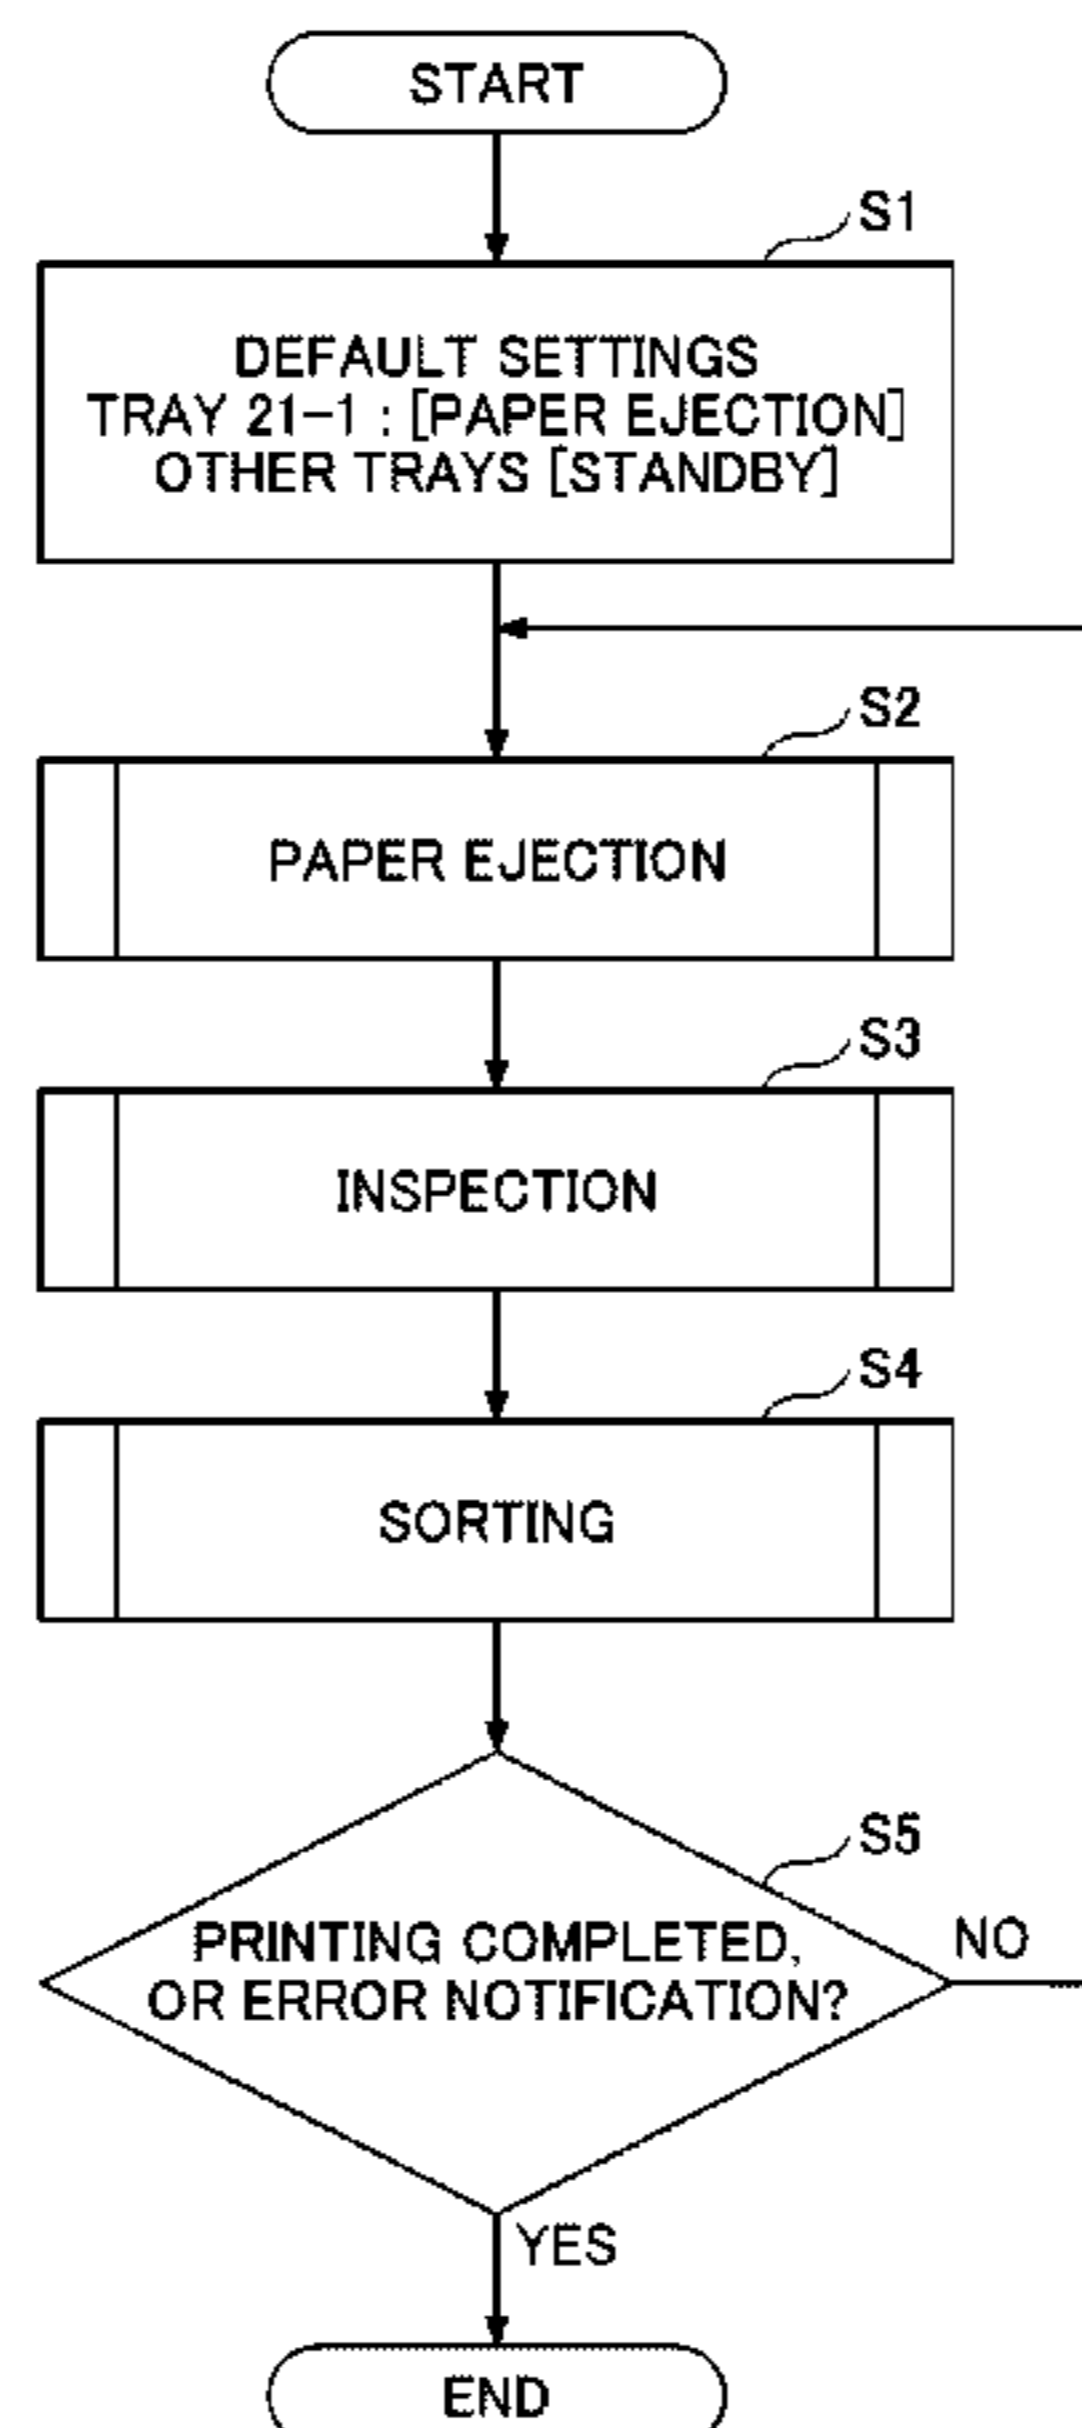 START
S1
DEFAULT SETTINGS
TRAY 21-1 : [PAPER EJECTION]
OTHER TRAYS [STANDBY]
S2
PAPER EJECTION
S3
INSPECTION
S4
SORTING
S5
PRINTING COMPLETED,
OR ERROR NOTIFICATION?
NO
YES
END